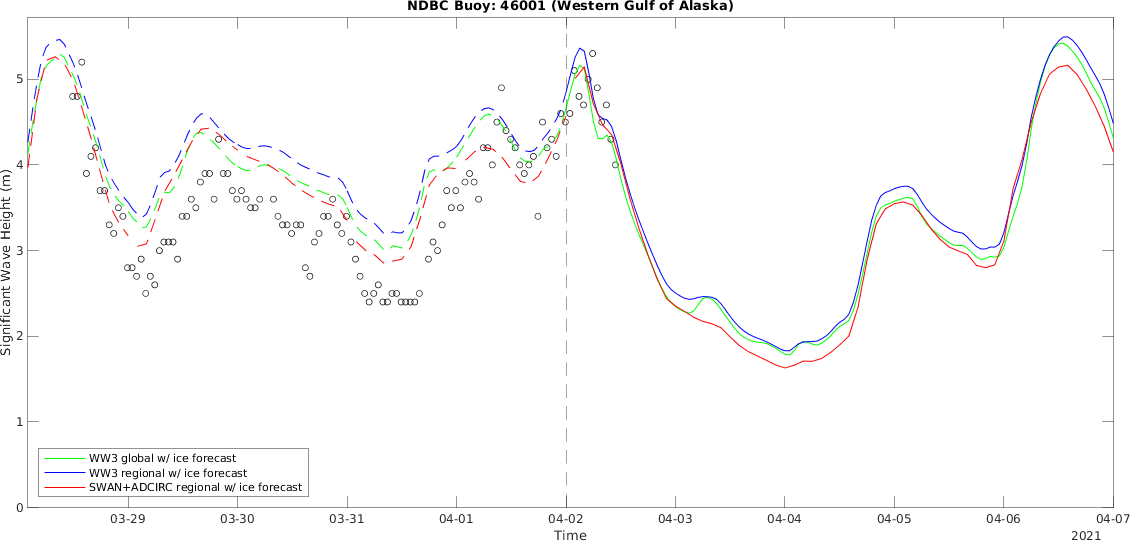 NDBC Buoy: 46001 (Western Gulf of Alaska)
Significant Wave Height (m)
5
4
3
2
1
0
WW3 global w/ ice forecast
WW3 regional w/ ice forecast
SWAN+ADCIRC regional w/ ice forecast
03-29 03-30 03-31 04-01 04-02 04-03 04-04 04-05 04-06 04-07
Time
2021